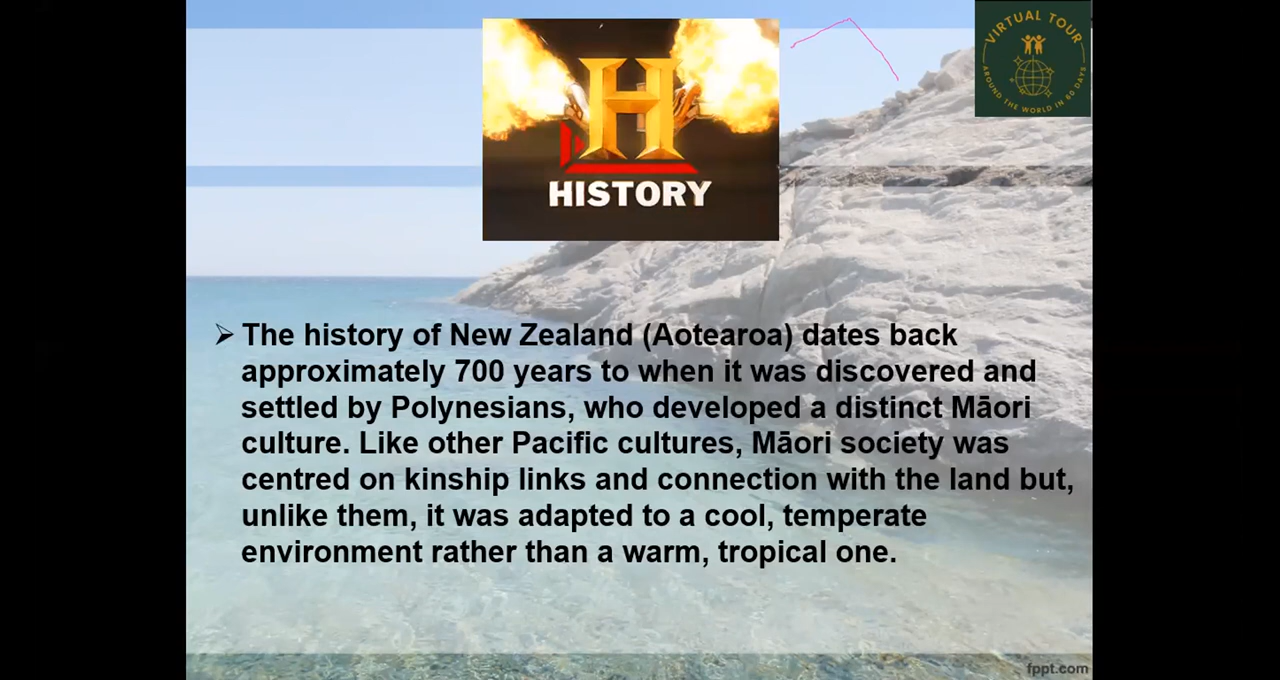 HISTORY
VIRTUAL TOUR
AROUND THE WORLD IN 60 DAYS
➢ The history of New Zealand (Aotearoa) dates back
approximately 700 years to when it was discovered and
settled by Polynesians, who developed a distinct Māori
culture. Like other Pacific cultures, Māori society was
centred on kinship links and connection with the land but,
unlike them, it was adapted to a cool, temperate
environment rather than a warm, tropical one.
fppt.com